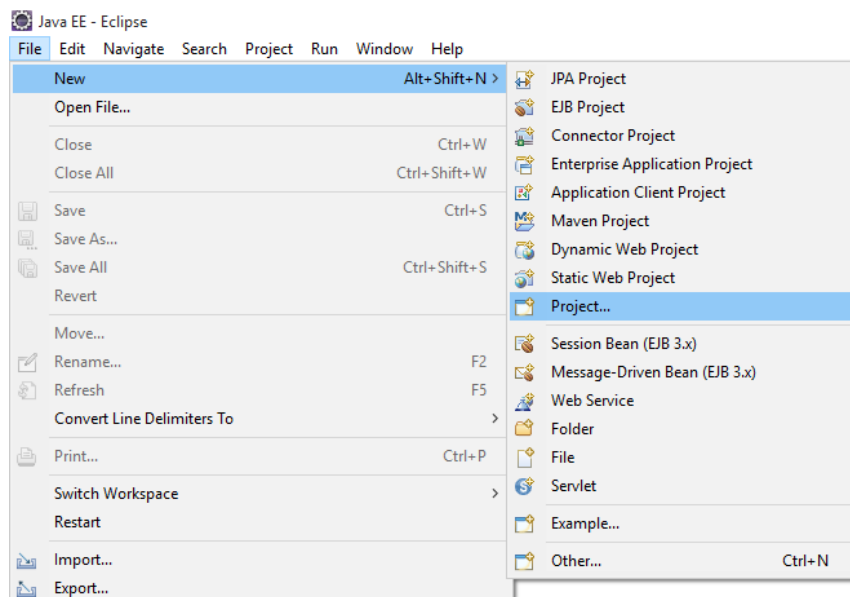 Java EE - Eclipse
File Edit Navigate Search Project Run Window Help
New Alt+Shift+N >
Open File...
Close Ctrl+W
Close All Ctrl+Shift+W
Save Ctrl+S
Save As...
Save All Ctrl+Shift+S
Revert
Move...
Rename... F2
Refresh F5
Convert Line Delimiters To >
Print... Ctrl+P
Switch Workspace >
Restart
Import...
Export...
JPA Project
EJB Project
Connector Project
Enterprise Application Project
Application Client Project
Maven Project
Dynamic Web Project
Static Web Project
Project...
Session Bean (EJB 3.x)
Message-Driven Bean (EJB 3.x)
Web Service
Folder
File
Servlet
Example...
Other... Ctrl+N